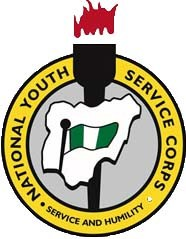 NATIONAL YOUTH SERVICE CORPS
SERVICE AND HUMILITY